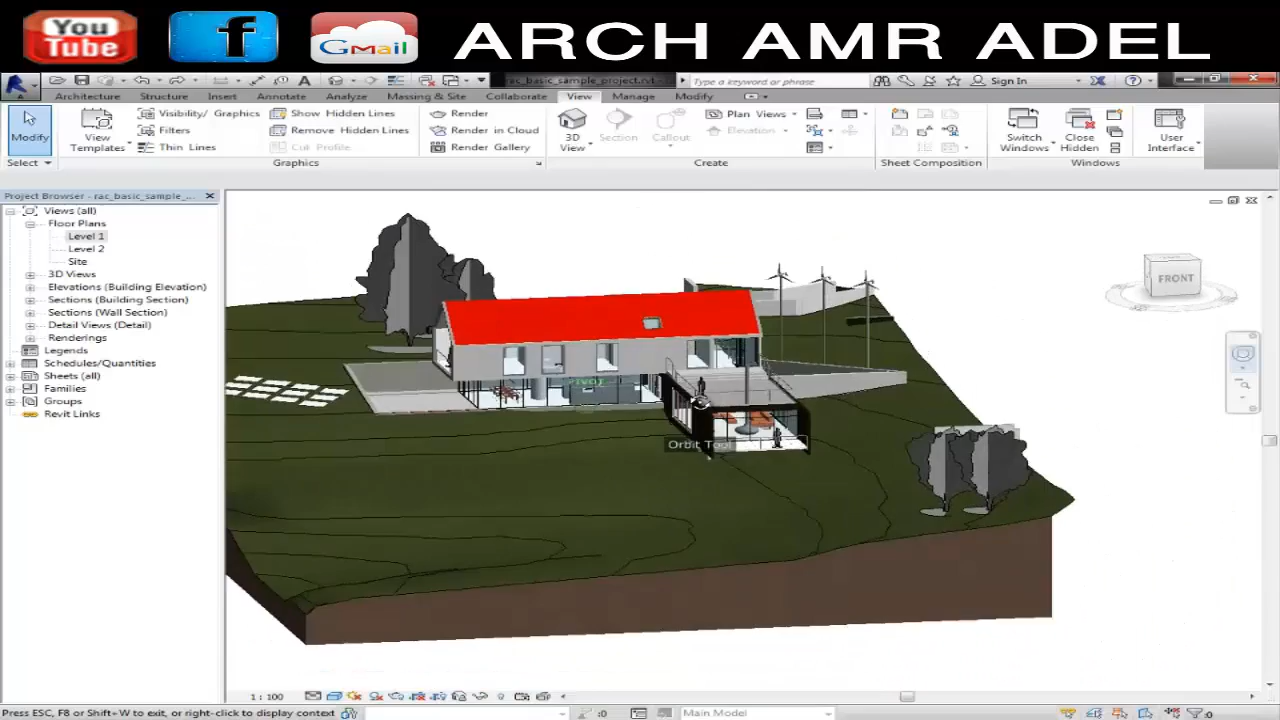 You Tube
f
Gmail
ARCH AMR ADEL
rac_basic_sample_project.rvt -
Type a keyword or phrase
Sign In
Architecture Structure Insert Annotate Analyze Massing & Site Collaborate View Manage Modify
Modify
Select
View Templates
Visibility/ Graphics
Filters
Thin Lines
Show Hidden Lines
Remove Hidden Lines
Cut Profile
Graphics
Render
Render in Cloud
Render Gallery
3D View
Section
Callout
Plan Views
Elevation
Create
Sheet Composition
Switch Windows
Close Hidden
Windows
User Interface
Project Browser - rac_basic_sample_...
Views (all)
Floor Plans
Level 1
Level 2
Site
3D Views
Elevations (Building Elevation)
Sections (Building Section)
Sections (Wall Section)
Detail Views (Detail)
Renderings
Legends
Schedules/Quantities
Sheets (all)
Families
Groups
Revit Links
FRONT
PIVOT
Orbit Tool
1 : 100
Press ESC, F8 or Shift+W to exit, or right-click to display context
:0
Main Model
:0